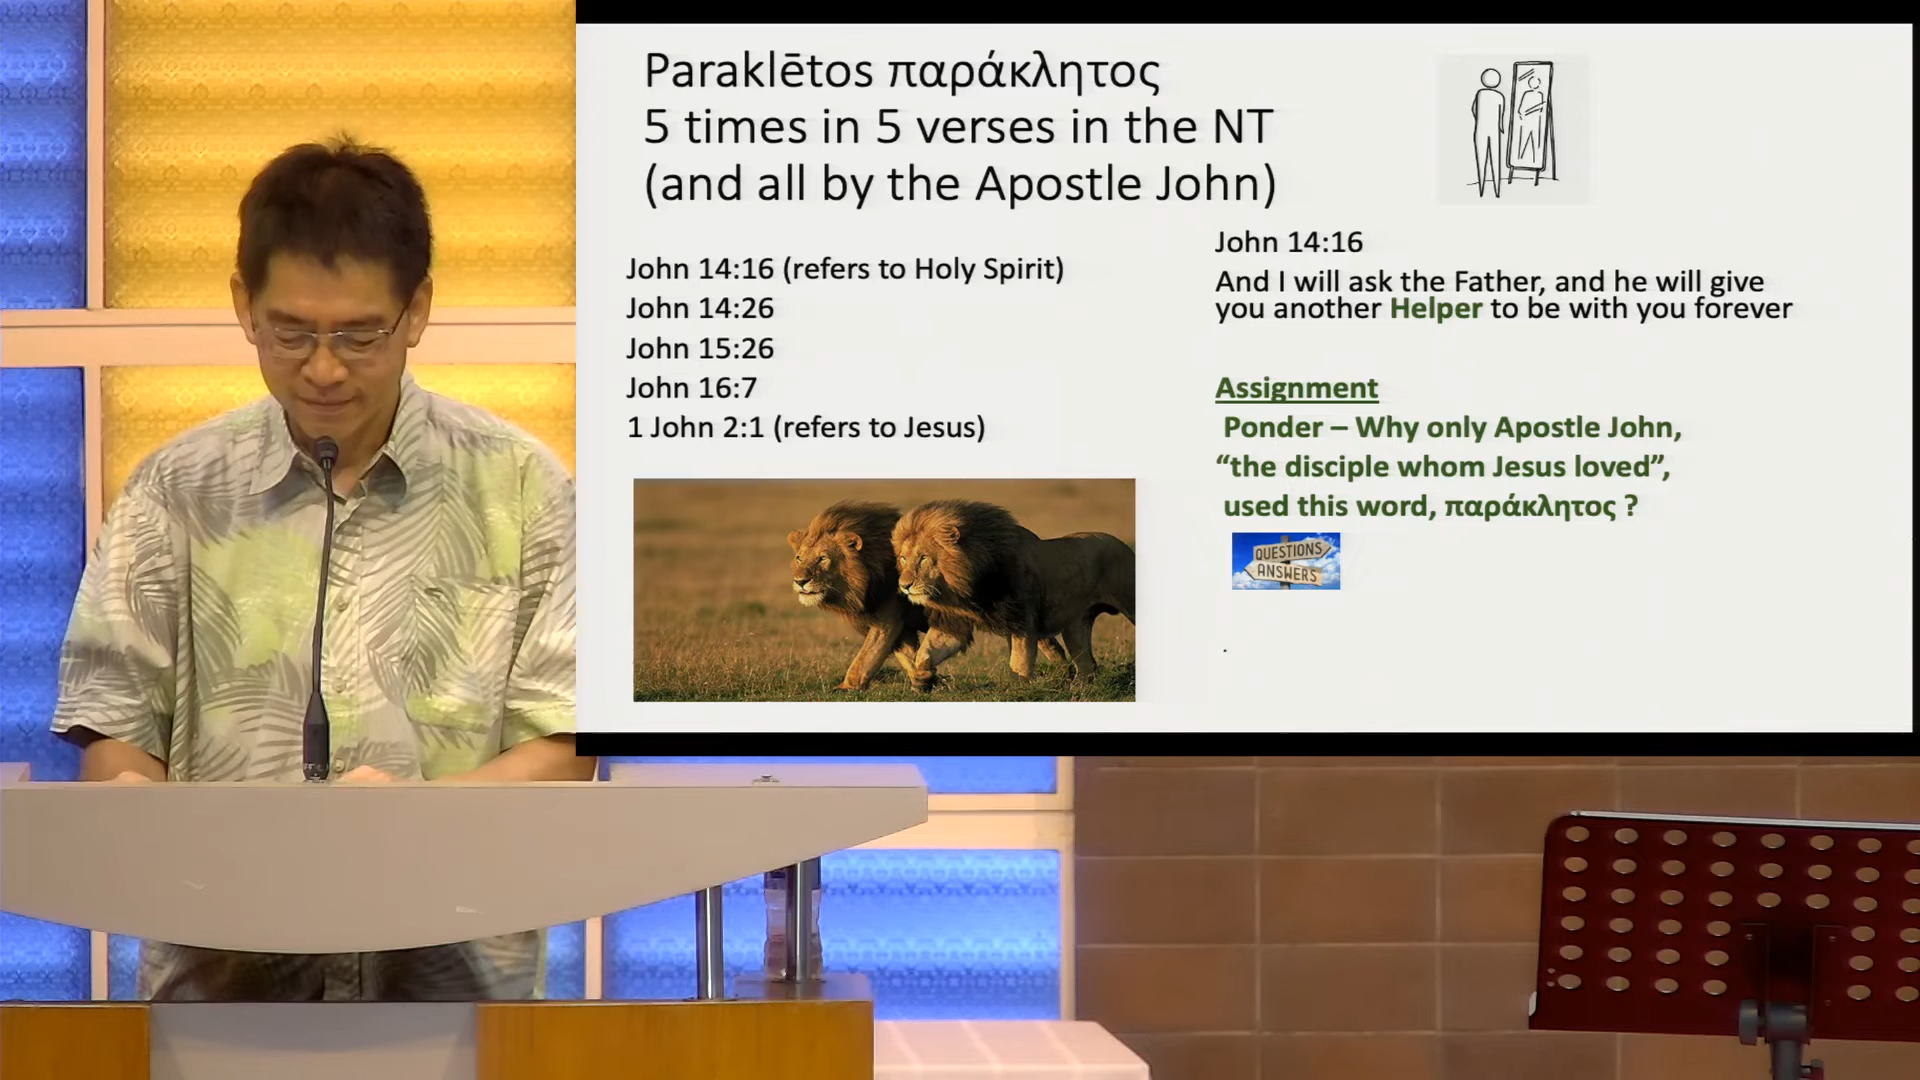 Paraklētos παράκλητος
5 times in 5 verses in the NT
(and all by the Apostle John)
John 14:16 (refers to Holy Spirit)
John 14:26
John 15:26
John 16:7
1 John 2:1 (refers to Jesus)
John 14:16
And I will ask the Father, and he will give
you another Helper to be with you forever
Assignment
Ponder – Why only Apostle John,
“the disciple whom Jesus loved”,
used this word, παράκλητος ?
QUESTIONS
ANSWERS
.